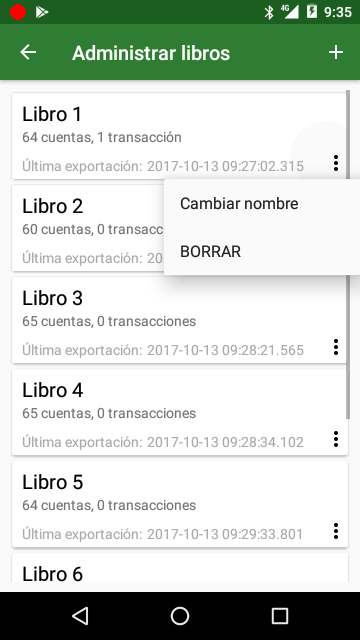 4G 9:35
Administrar libros
Libro 1
64 cuentas, 1 transacción
Última exportación: 2017-10-13 09:27:02.315
Cambiar nombre
BORRAR
Libro 2
60 cuentas, 0 transacc
Última exportación: 20
Libro 3
65 cuentas, 0 transacciones
Última exportación: 2017-10-13 09:28:21.565
Libro 4
65 cuentas, 0 transacciones
Última exportación: 2017-10-13 09:28:34.102
Libro 5
64 cuentas, 0 transacciones
Última exportación: 2017-10-13 09:29:33.801
Libro 6